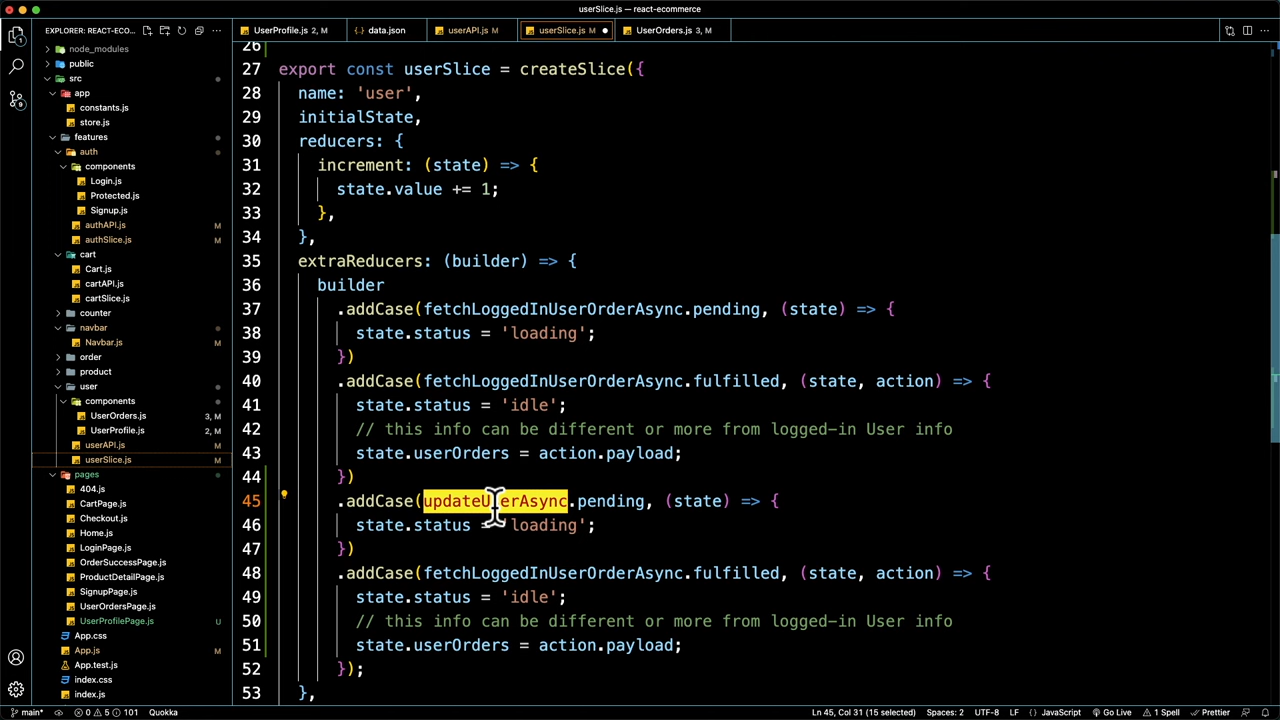 userSlice.js — react-ecommerce
EXPLORER: REACT-ECO...
UserProfile.js 2, M
data.json
userAPI.js M
userSlice.js M
UserOrders.js 3, M
node_modules
public
src
app
constants.js
store.js
features
auth
components
Login.js
Protected.js
Signup.js
authAPI.js M
authSlice.js M
cart
Cart.js
cartAPI.js
cartSlice.js
counter
navbar
Navbar.js M
order
product
user
components
UserOrders.js 3, M
UserProfile.js 2, M
userAPI.js M
userSlice.js M
pages
404.js
CartPage.js
Checkout.js
Home.js
LoginPage.js
OrderSuccessPage.js
ProductDetailPage.js
SignupPage.js
UserOrdersPage.js
UserProfilePage.js U
App.css
App.js M
App.test.js
index.css
index.js
26
27 export const userSlice = createSlice({
28 name: 'user',
29 initialState,
30 reducers: {
31 increment: (state) => {
32 state.value += 1;
33 },
34 },
35 extraReducers: (builder) => {
36 builder
37 .addCase(fetchLoggedInUserOrderAsync.pending, (state) => {
38 state.status = 'loading';
39 })
40 .addCase(fetchLoggedInUserOrderAsync.fulfilled, (state, action) => {
41 state.status = 'idle';
42 // this info can be different or more from logged-in User info
43 state.userOrders = action.payload;
44 })
45 .addCase(updateUserAsync.pending, (state) => {
46 state.status = 'loading';
47 })
48 .addCase(fetchLoggedInUserOrderAsync.fulfilled, (state, action) => {
49 state.status = 'idle';
50 // this info can be different or more from logged-in User info
51 state.userOrders = action.payload;
52 });
53 },
main* 0 5 101 Quokka
Ln 45, Col 31 (15 selected) Spaces: 2 UTF-8 LF {} JavaScript Go Live 1 Spell Prettier